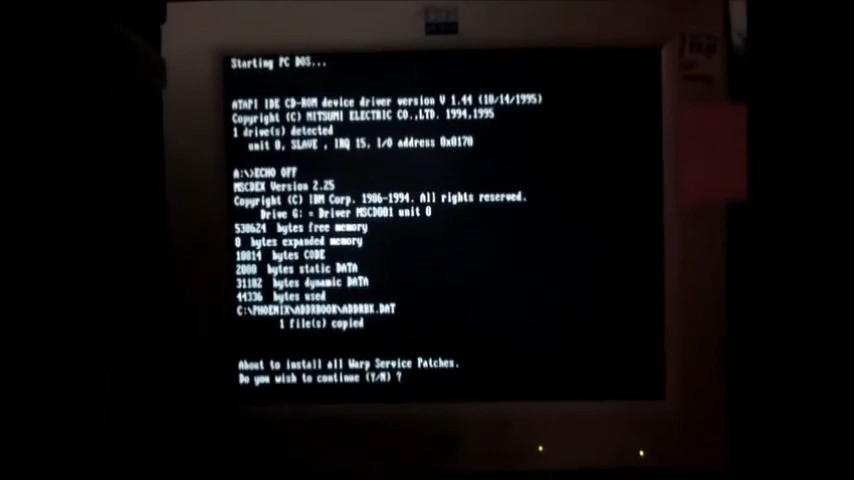 Starting PC DOS...
ATAPI IDE CD-ROM device driver version V 1.44 (10/14/1995)
Copyright (C) MITSUMI ELECTRIC CO.,LTD. 1994,1995
1 drive(s) detected
unit 0, SLAVE , IRQ 15, I/O address 0x0170
A:\>ECHO OFF
MSCDEX Version 2.25
Copyright (C) IBM Corp. 1986-1994. All rights reserved.
Drive G: = Driver MSCD001 unit 0
530624 bytes free memory
0 bytes expanded memory
10814 bytes CODE
2080 bytes static DATA
31182 bytes dynamic DATA
44336 bytes used
C:\PHOENIX\ADDRBOOK\ADDRBK.DAT
1 file(s) copied
About to install all Warp Service Patches.
Do you wish to continue (Y/N) ?